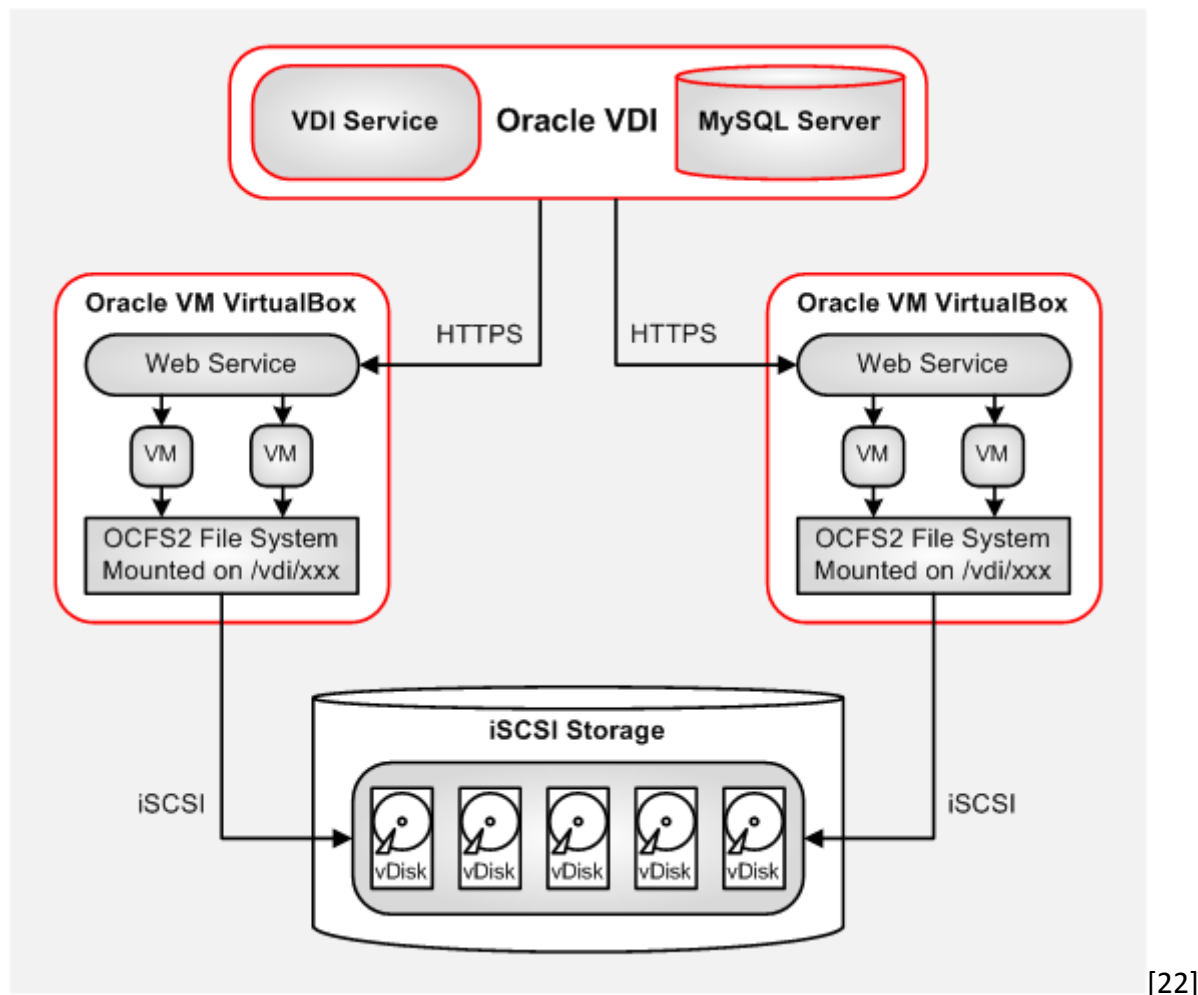 VDI Service
Oracle VDI
MySQL Server
Oracle VM VirtualBox
Oracle VM VirtualBox
HTTPS
HTTPS
Web Service
Web Service
VM
VM
VM
VM
OCFS2 File System
Mounted on /vdi/xxx
OCFS2 File System
Mounted on /vdi/xxx
iSCSI Storage
iSCSI
iSCSI
vDisk
vDisk
vDisk
vDisk
vDisk
[22]